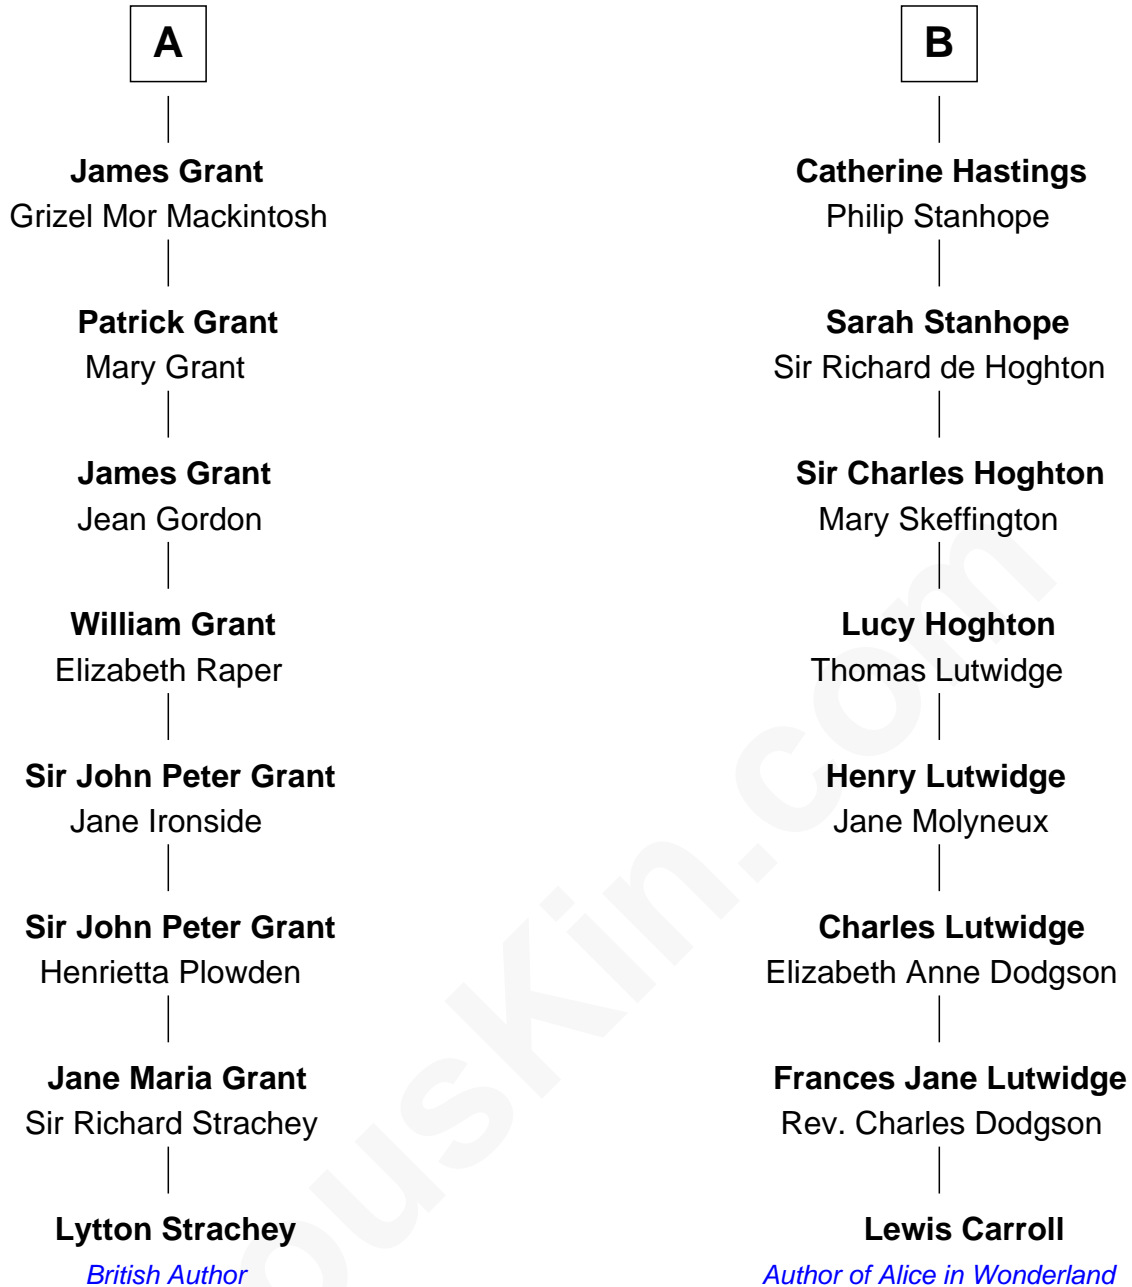 A
James Grant
Grizel Mor Mackintosh
Patrick Grant
Mary Grant
James Grant
Jean Gordon
William Grant
Elizabeth Raper
Sir John Peter Grant
Jane Ironside
Sir John Peter Grant
Henrietta Plowden
Jane Maria Grant
Sir Richard Strachey
Lytton Strachey
British Author
B
Catherine Hastings
Philip Stanhope
Sarah Stanhope
Sir Richard de Hoghton
Sir Charles Hoghton
Mary Skeffington
Lucy Hoghton
Thomas Lutwidge
Henry Lutwidge
Jane Molyneux
Charles Lutwidge
Elizabeth Anne Dodgson
Frances Jane Lutwidge
Rev. Charles Dodgson
Lewis Carroll
Author of Alice in Wonderland
ousKin.com